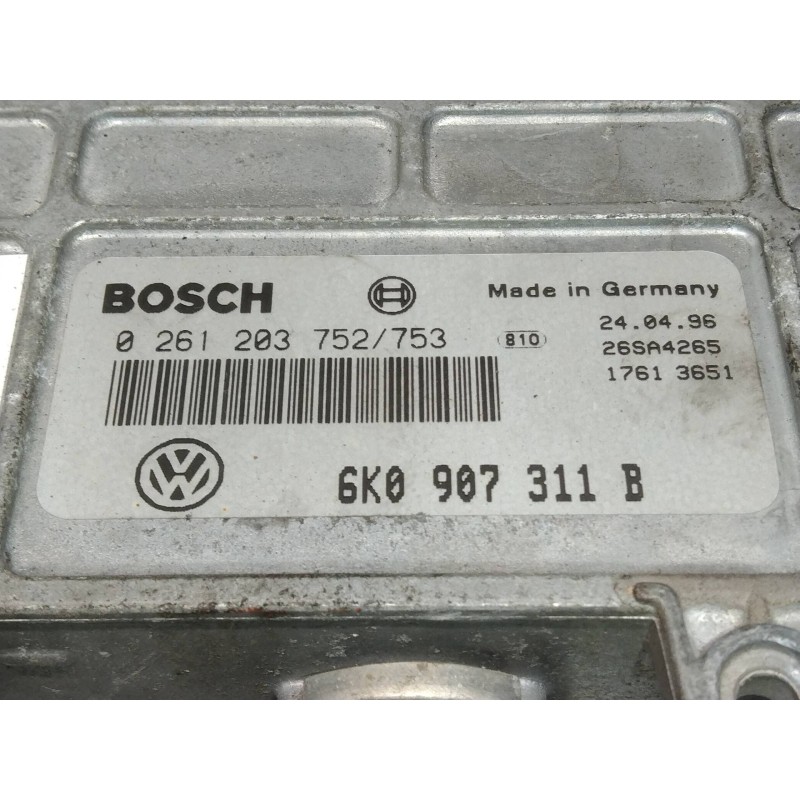 BOSCH
Made in Germany
0 261 203 752/753
810
24.04.96
26SA4265
1761 3651
VW
6K0 907 311 B